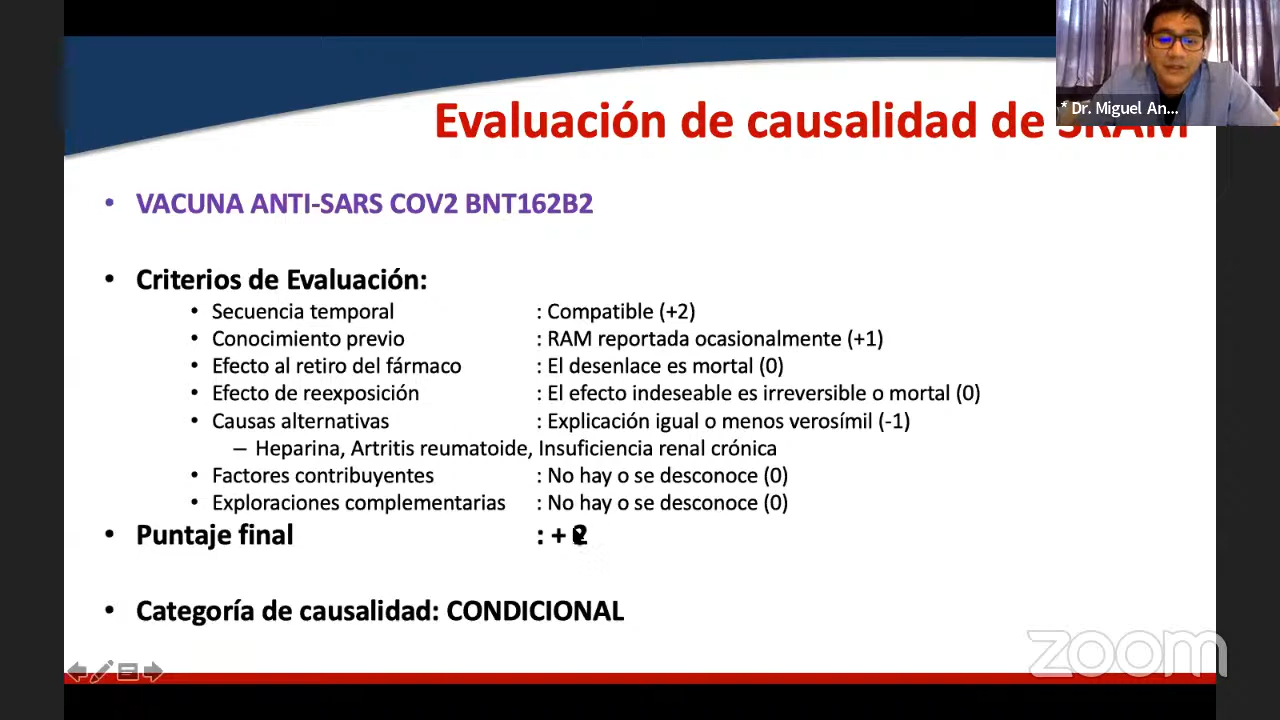 * Dr. Miguel An...
Evaluación de causalidad de SRAM
• VACUNA ANTI-SARS COV2 BNT162B2
• Criterios de Evaluación:
• Secuencia temporal : Compatible (+2)
• Conocimiento previo : RAM reportada ocasionalmente (+1)
• Efecto al retiro del fármaco : El desenlace es mortal (0)
• Efecto de reexposición : El efecto indeseable es irreversible o mortal (0)
• Causas alternativas : Explicación igual o menos verosímil (-1)
– Heparina, Artritis reumatoide, Insuficiencia renal crónica
• Factores contribuyentes : No hay o se desconoce (0)
• Exploraciones complementarias : No hay o se desconoce (0)
• Puntaje final : +
• Categoría de causalidad: CONDICIONAL
zoom